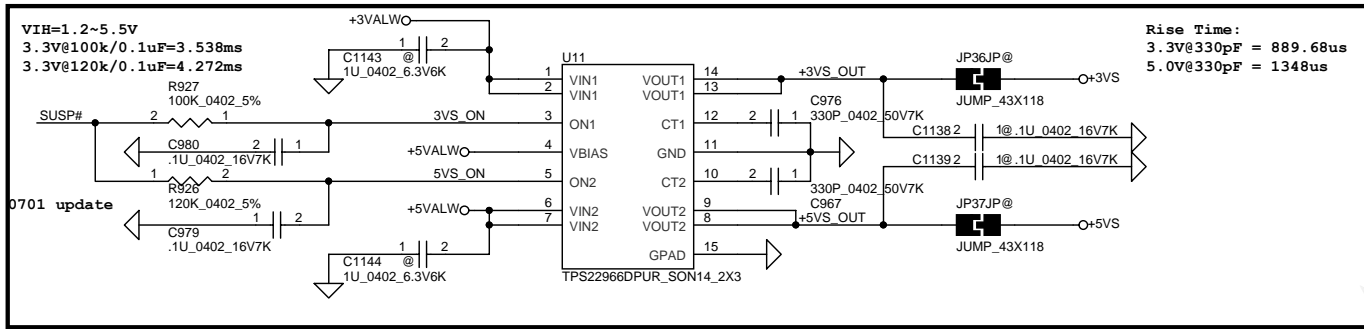 VIH=1.2~5.5V
3.3V@100k/0.1uF=3.538ms
3.3V@120k/0.1uF=4.272ms
+3VALW
1 2
C1143 @
1U_0402_6.3V6K
Rise Time:
3.3V@330pF = 889.68us
5.0V@330pF = 1348us
U11
1 VIN1 VOUT1 14
2 VIN1 VOUT1 13
3 ON1 CT1 12
4 VBIAS GND 11
5 ON2 CT2 10
6 VIN2 VOUT2 9
7 VIN2 VOUT2 8
GPAD 15
TPS22966DPUR_SON14_2X3
R927
100K_0402_5%
SUSP#
2 1
3VS_ON
C980 2 1
.1U_0402_16V7K
+5VALW
1 2
5VS_ON
R926
120K_0402_5%
0701 update
1 2
C979
.1U_0402_16V7K
+5VALW
1 2
C1144 @
1U_0402_6.3V6K
+3VS_OUT
JP36JP@
+3VS
JUMP_43X118
C976
2 1
330P_0402_50V7K
C1138 2 1@.1U_0402_16V7K
C1139 2 1@.1U_0402_16V7K
2 1
330P_0402_50V7K
C967
+5VS_OUT
JP37JP@
+5VS
JUMP_43X118